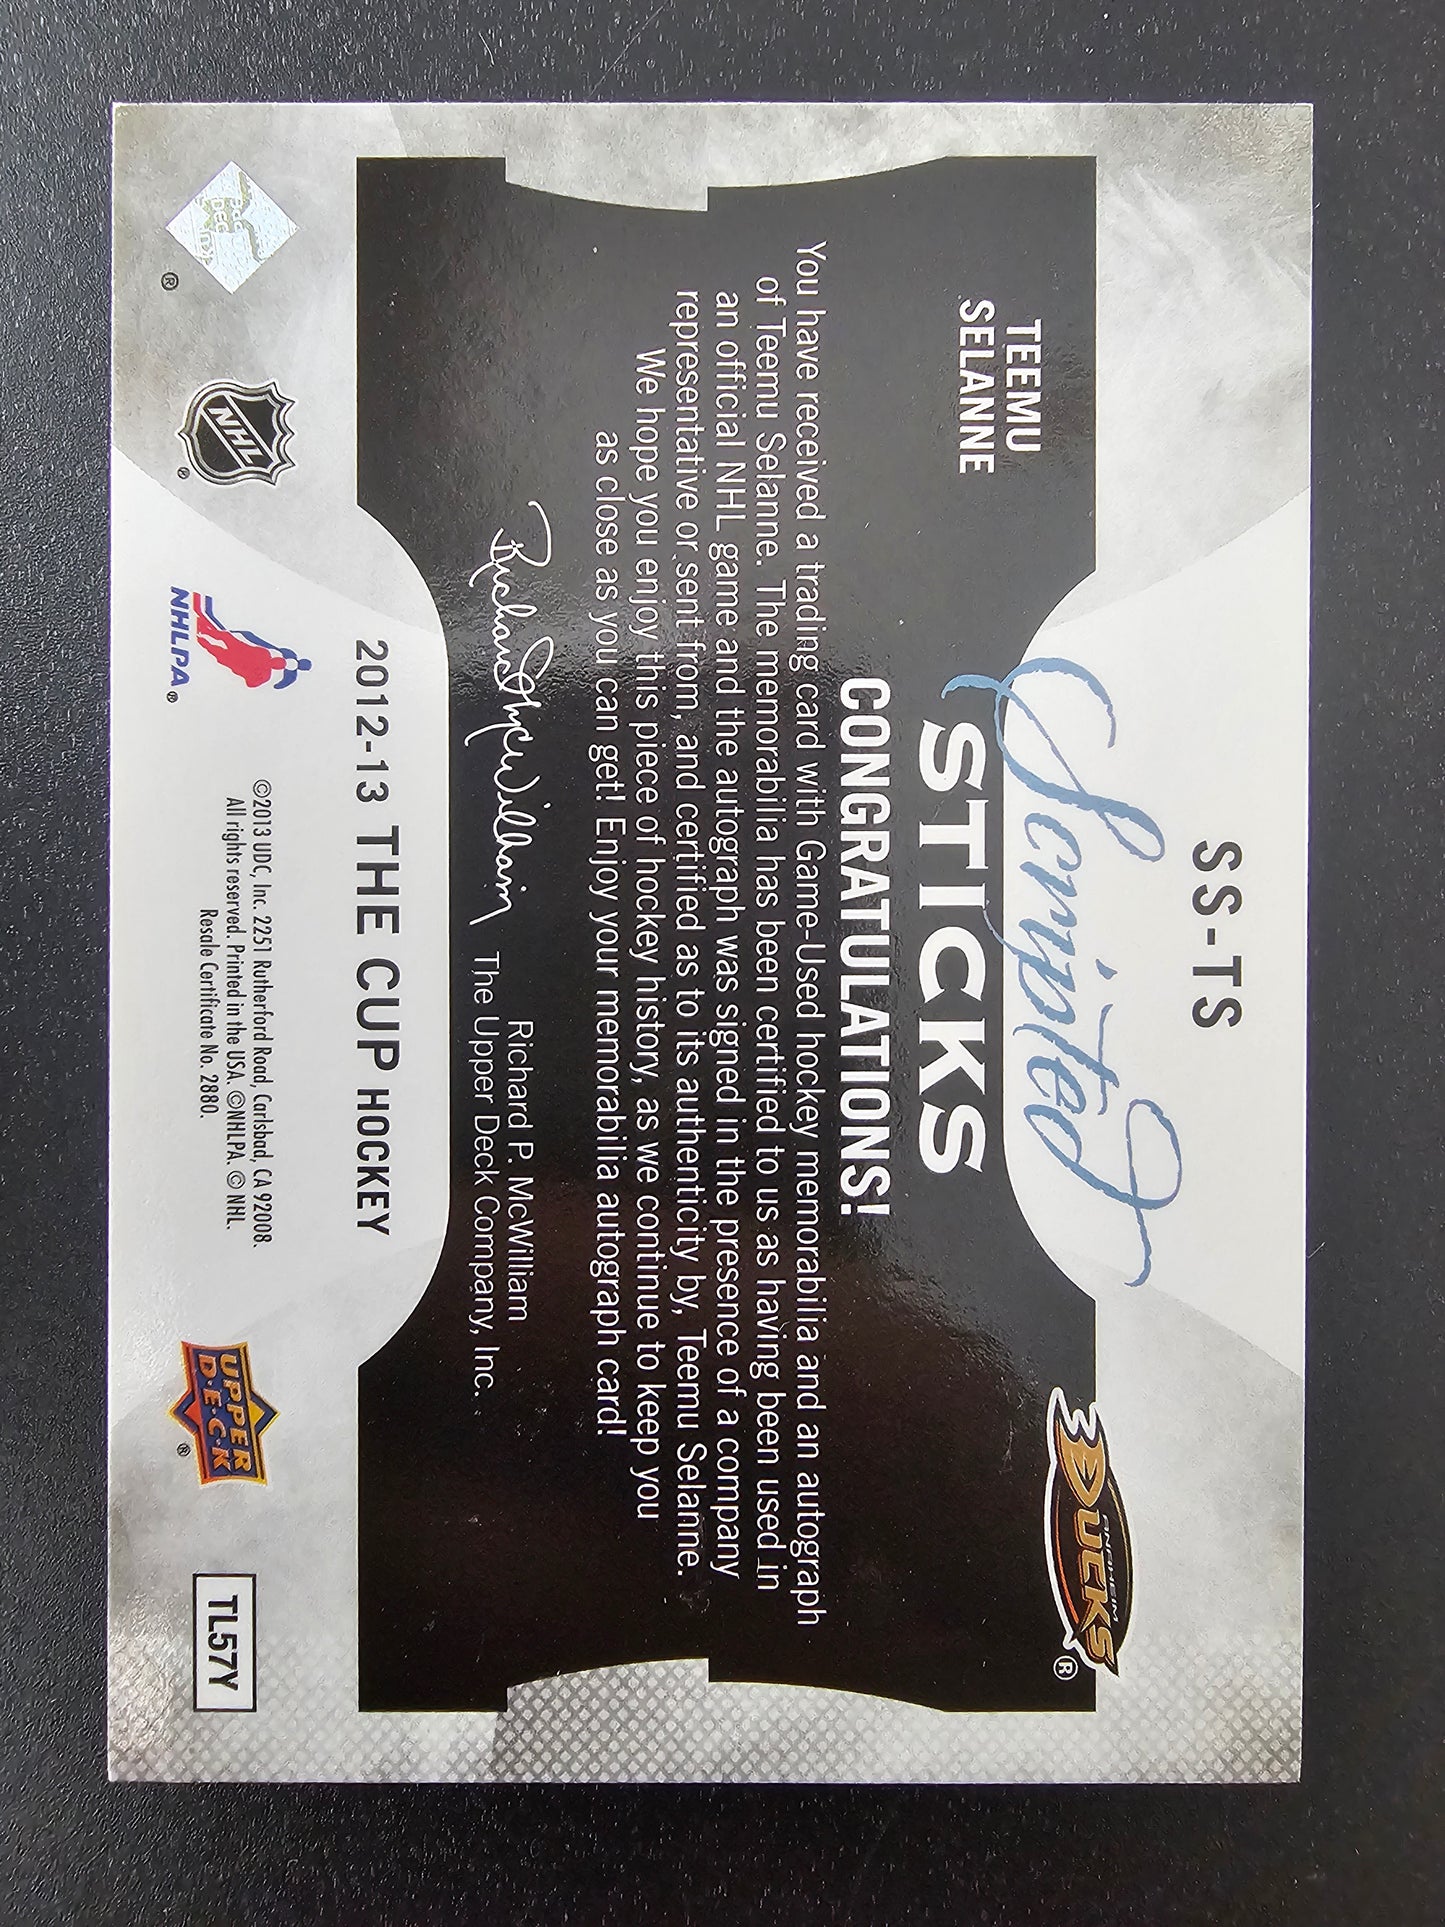 SS-TS
Scripted
STICKS
TEEMU
SELANNE
ANAHEIM
DUCKS
®
CONGRATULATIONS!
You have received a trading card with Game-Used hockey memorabilia and an autograph
of Teemu Selanne. The memorabilia has been certified to us as having been used in
an official NHL game and the autograph was signed in the presence of a company
representative or sent from, and certified as to its authenticity by, Teemu Selanne.
We hope you enjoy this piece of hockey history, as we continue to keep you
as close as you can get! Enjoy your memorabilia autograph card!
Richard P. McWilliam
The Upper Deck Company, Inc.
2012-13 THE CUP HOCKEY
®
NHL
®
NHLPA®
©2013 UDC, Inc. 2251 Rutherford Road, Carlsbad, CA 92008.
All rights reserved. Printed in the USA. ©NHLPA. © NHL.
Resale Certificate No. 2880.
UPPER
D·E·C·K
®
TL57Y